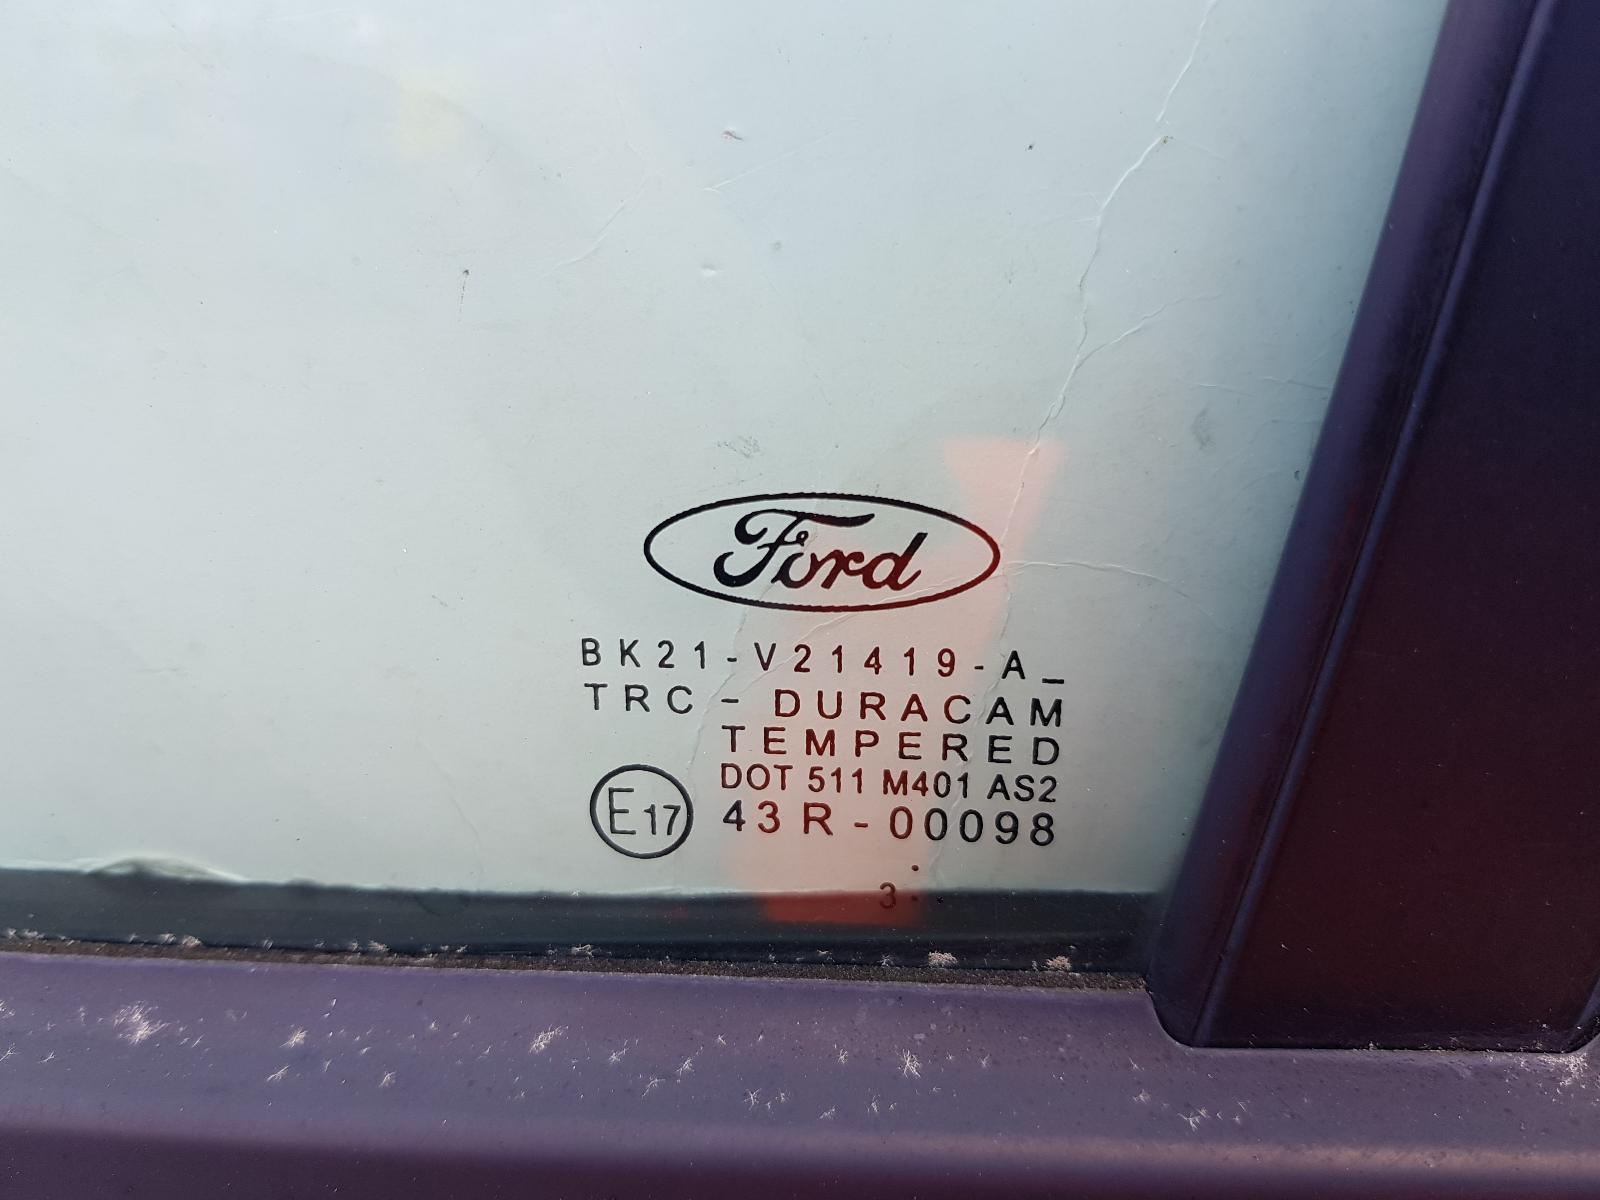 Ford
BK21-V21419-A_
TRC - DURACAM
TEMPERED
DOT 511 M401 AS2
E17 43R-00098
.
3: